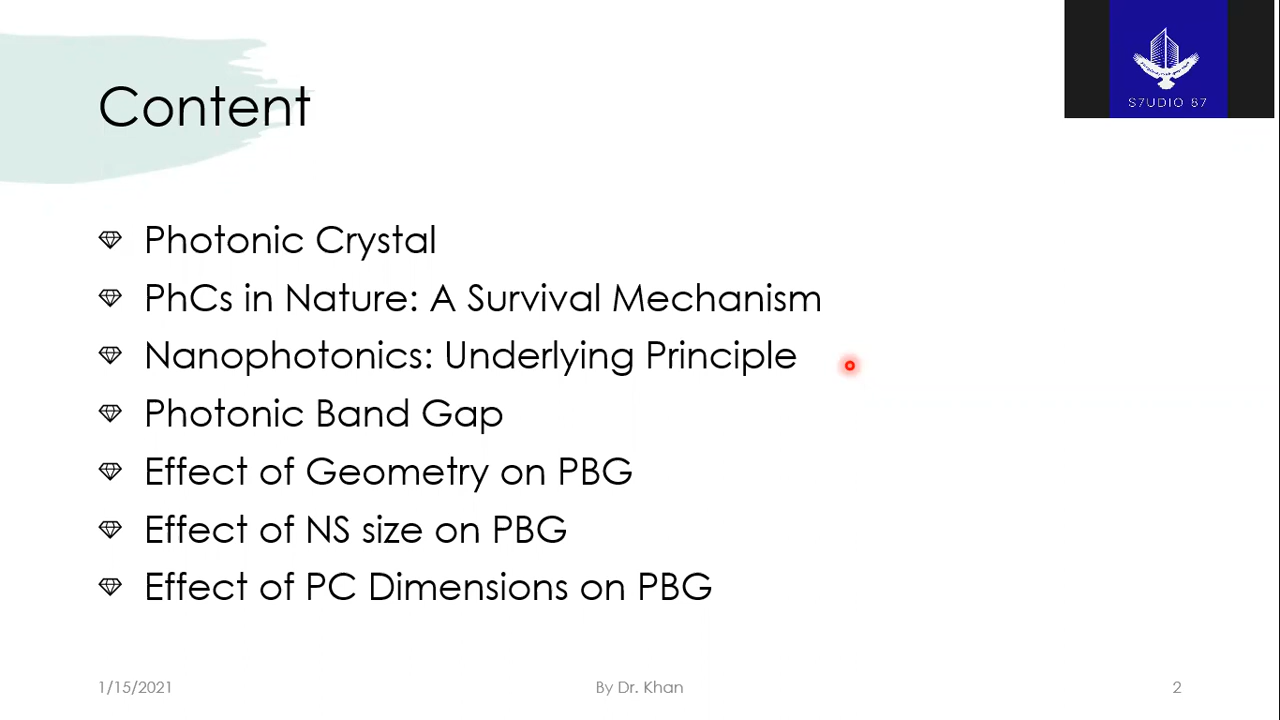 Content
S7UDIO 87
Photonic Crystal
PhCs in Nature: A Survival Mechanism
Nanophotonics: Underlying Principle
Photonic Band Gap
Effect of Geometry on PBG
Effect of NS size on PBG
Effect of PC Dimensions on PBG
1/15/2021
By Dr. Khan
2